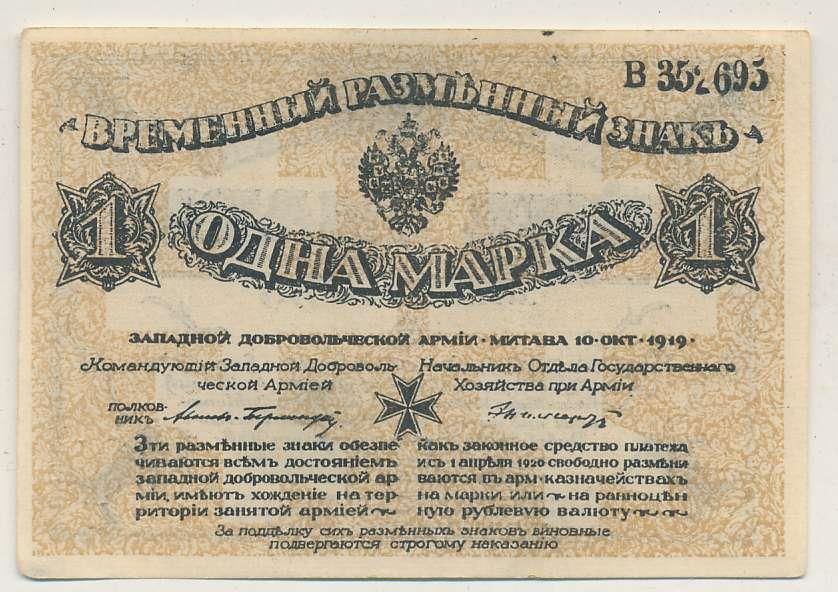 В 352695
ВРЕМЕННЫЙ РАЗМѢННЫЙ ЗНАКЪ
1 ОДНА МАРКА 1
ЗАПАДНОЙ ДОБРОВОЛЬЧЕСКОЙ АРМІИ · МИТАВА 10 · ОКТ · 1919 ·
Командующій Западной Доброволь-
ческой Арміей
Начальникъ Отдѣла Государственнаго
Хозяйства при Арміи
ПОЛКОВ-
НИКЪ
Эти размѣнные знаки обезпе-
чиваются всѣмъ достояніемъ
западной добровольческой ар-
міи, имѣютъ хожденіе на тер-
риторіи занятой арміей
какъ законное средство платежа
и съ 1 апрѣля 1920 свободно размѣни-
ваются въ арм · казначействахъ
на марки или на равноцѣн-
ную рублевую валюту
За поддѣлку сихъ размѣнныхъ знаковъ виновные
подвергаются строгому наказанію